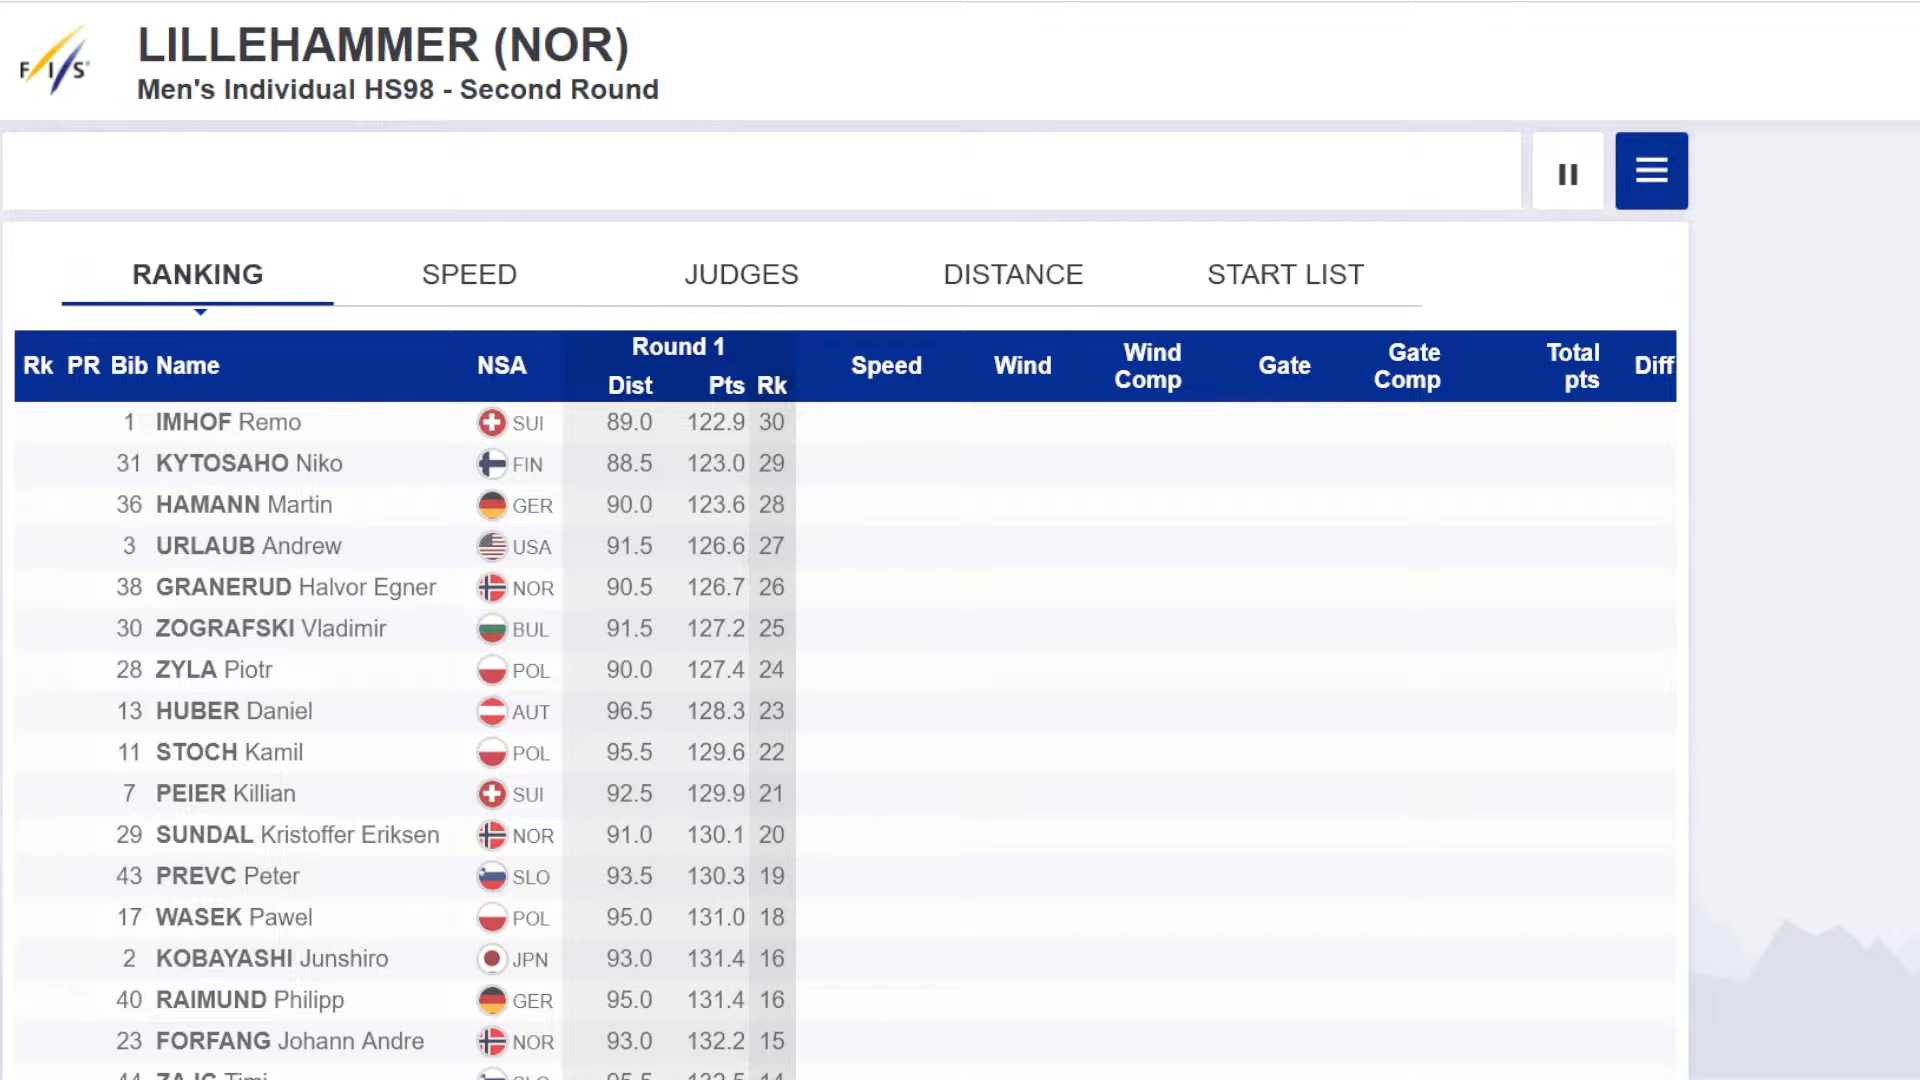 FIS
LILLEHAMMER (NOR)
Men's Individual HS98 - Second Round
RANKING SPEED JUDGES DISTANCE START LIST
Rk PR Bib Name NSA Round 1 Dist Pts Rk Speed Wind Wind Comp Gate Gate Comp Total pts Diff
1 IMHOF Remo SUI 89.0 122.9 30
31 KYTOSAHO Niko FIN 88.5 123.0 29
36 HAMANN Martin GER 90.0 123.6 28
3 URLAUB Andrew USA 91.5 126.6 27
38 GRANERUD Halvor Egner NOR 90.5 126.7 26
30 ZOGRAFSKI Vladimir BUL 91.5 127.2 25
28 ZYLA Piotr POL 90.0 127.4 24
13 HUBER Daniel AUT 96.5 128.3 23
11 STOCH Kamil POL 95.5 129.6 22
7 PEIER Killian SUI 92.5 129.9 21
29 SUNDAL Kristoffer Eriksen NOR 91.0 130.1 20
43 PREVC Peter SLO 93.5 130.3 19
17 WASEK Pawel POL 95.0 131.0 18
2 KOBAYASHI Junshiro JPN 93.0 131.4 16
40 RAIMUND Philipp GER 95.0 131.4 16
23 FORFANG Johann Andre NOR 93.0 132.2 15